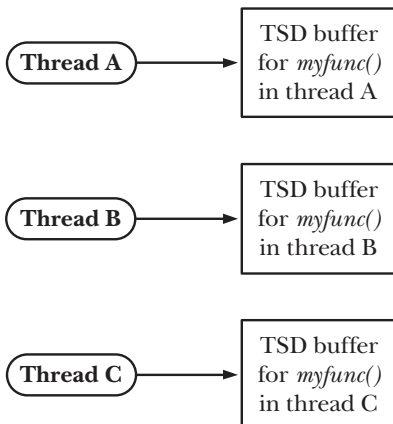 Thread A
TSD buffer
for myfunc()
in thread A
Thread B
TSD buffer
for myfunc()
in thread B
Thread C
TSD buffer
for myfunc()
in thread C